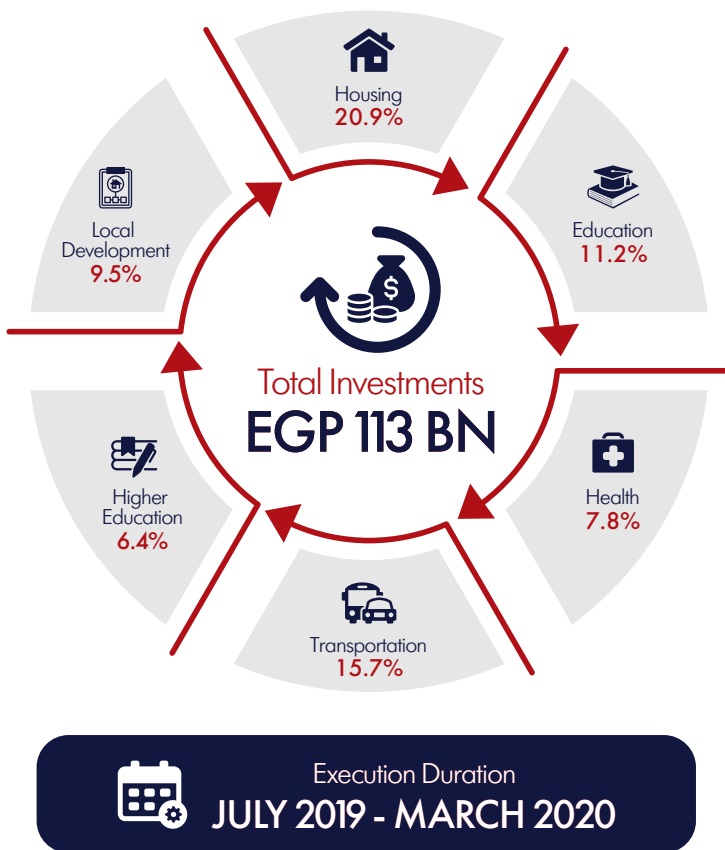 Housing
20.9%
Education
11.2%
Health
7.8%
Transportation
15.7%
Higher
Education
6.4%
Local
Development
9.5%
$
Total Investments
EGP 113 BN
Execution Duration
JULY 2019 - MARCH 2020